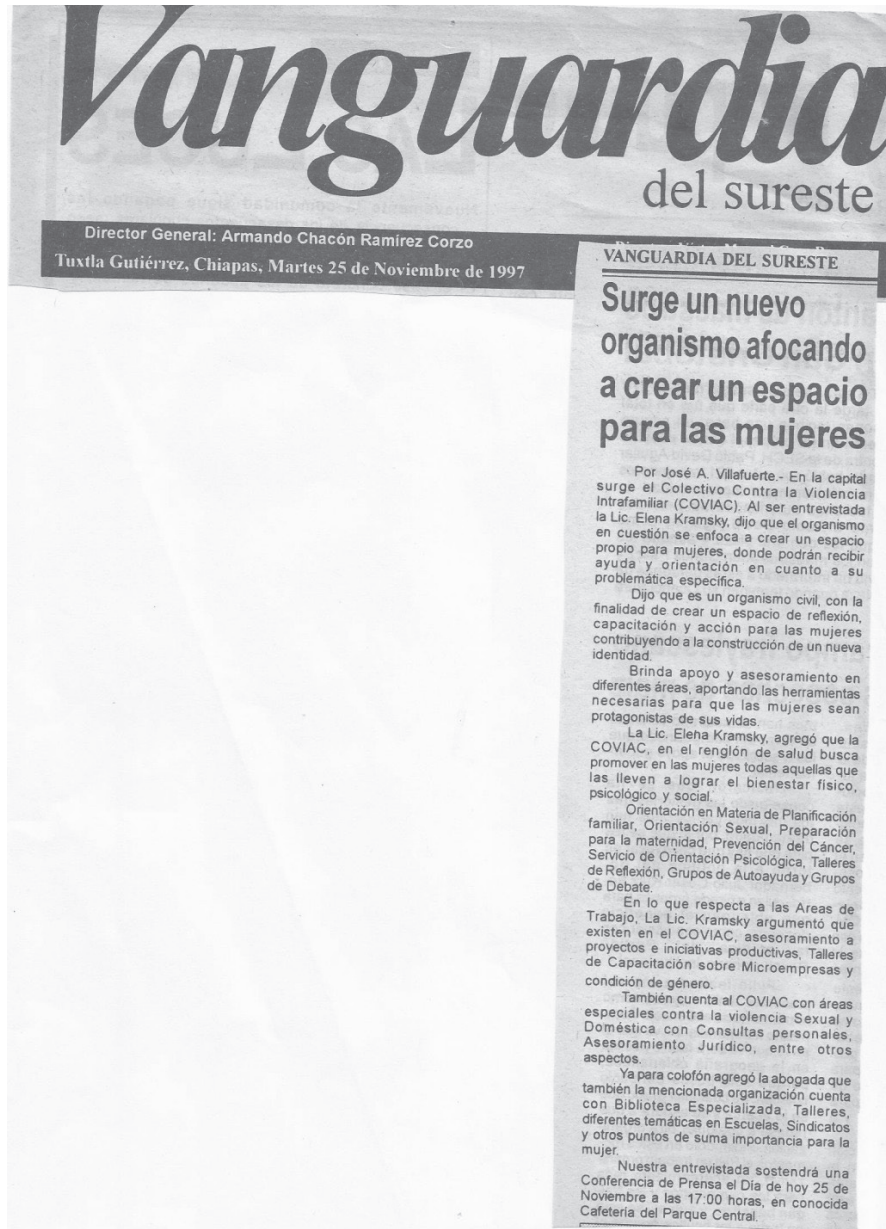 Vanguardia
del sureste
Director General: Armando Chacón Ramírez Corzo
Tuxtla Gutiérrez, Chiapas, Martes 25 de Noviembre de 1997
VANGUARDIA DEL SURESTE
Surge un nuevo
organismo afocando
a crear un espacio
para las mujeres
Por José A. Villafuerte.- En la capital
surge el Colectivo Contra la Violencia
Intrafamiliar (COVIAC). Al ser entrevistada
la Lic. Elena Kramsky, dijo que el organismo
en cuestión se enfoca a crear un espacio
propio para mujeres, donde podrán recibir
ayuda y orientación en cuanto a su
problemática específica.
Dijo que es un organismo civil, con la
finalidad de crear un espacio de reflexión,
capacitación y acción para las mujeres
contribuyendo a la construcción de un nueva
identidad.
Brinda apoyo y asesoramiento en
diferentes áreas, aportando las herramientas
necesarias para que las mujeres sean
protagonistas de sus vidas.
La Lic. Elena Kramsky, agregó que la
COVIAC, en el renglón de salud busca
promover en las mujeres todas aquellas que
las lleven a lograr el bienestar físico,
psicológico y social.
Orientación en Materia de Planificación
familiar, Orientación Sexual, Preparación
para la maternidad, Prevención del Cáncer,
Servicio de Orientación Psicológica, Talleres
de Reflexión, Grupos de Autoayuda y Grupos
de Debate.
En lo que respecta a las Areas de
Trabajo, La Lic. Kramsky argumentó que
existen en el COVIAC, asesoramiento a
proyectos e iniciativas productivas, Talleres
de Capacitación sobre Microempresas y
condición de género.
También cuenta al COVIAC con áreas
especiales contra la violencia Sexual y
Doméstica con Consultas personales,
Asesoramiento Jurídico, entre otros
aspectos.
Ya para colofón agregó la abogada que
también la mencionada organización cuenta
con Biblioteca Especializada, Talleres,
diferentes temáticas en Escuelas, Sindicatos
y otros puntos de suma importancia para la
mujer.
Nuestra entrevistada sostendrá una
Conferencia de Prensa el Día de hoy 25 de
Noviembre a las 17:00 horas, en conocida
Cafetería del Parque Central.